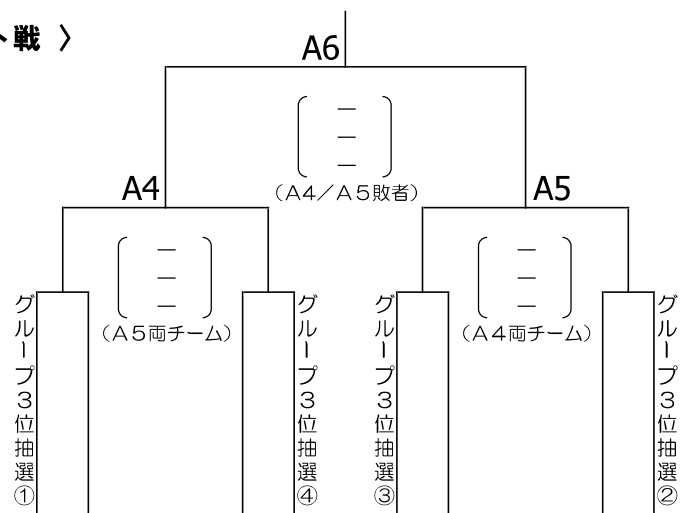 ト戦 〉
A6
－
－
－
（A４／A５敗者）
A4
A5
－
－
－
（A５両チーム）
－
－
－
（A４両チーム）
グループ３位抽選①
グループ３位抽選④
グループ３位抽選③
グループ３位抽選②